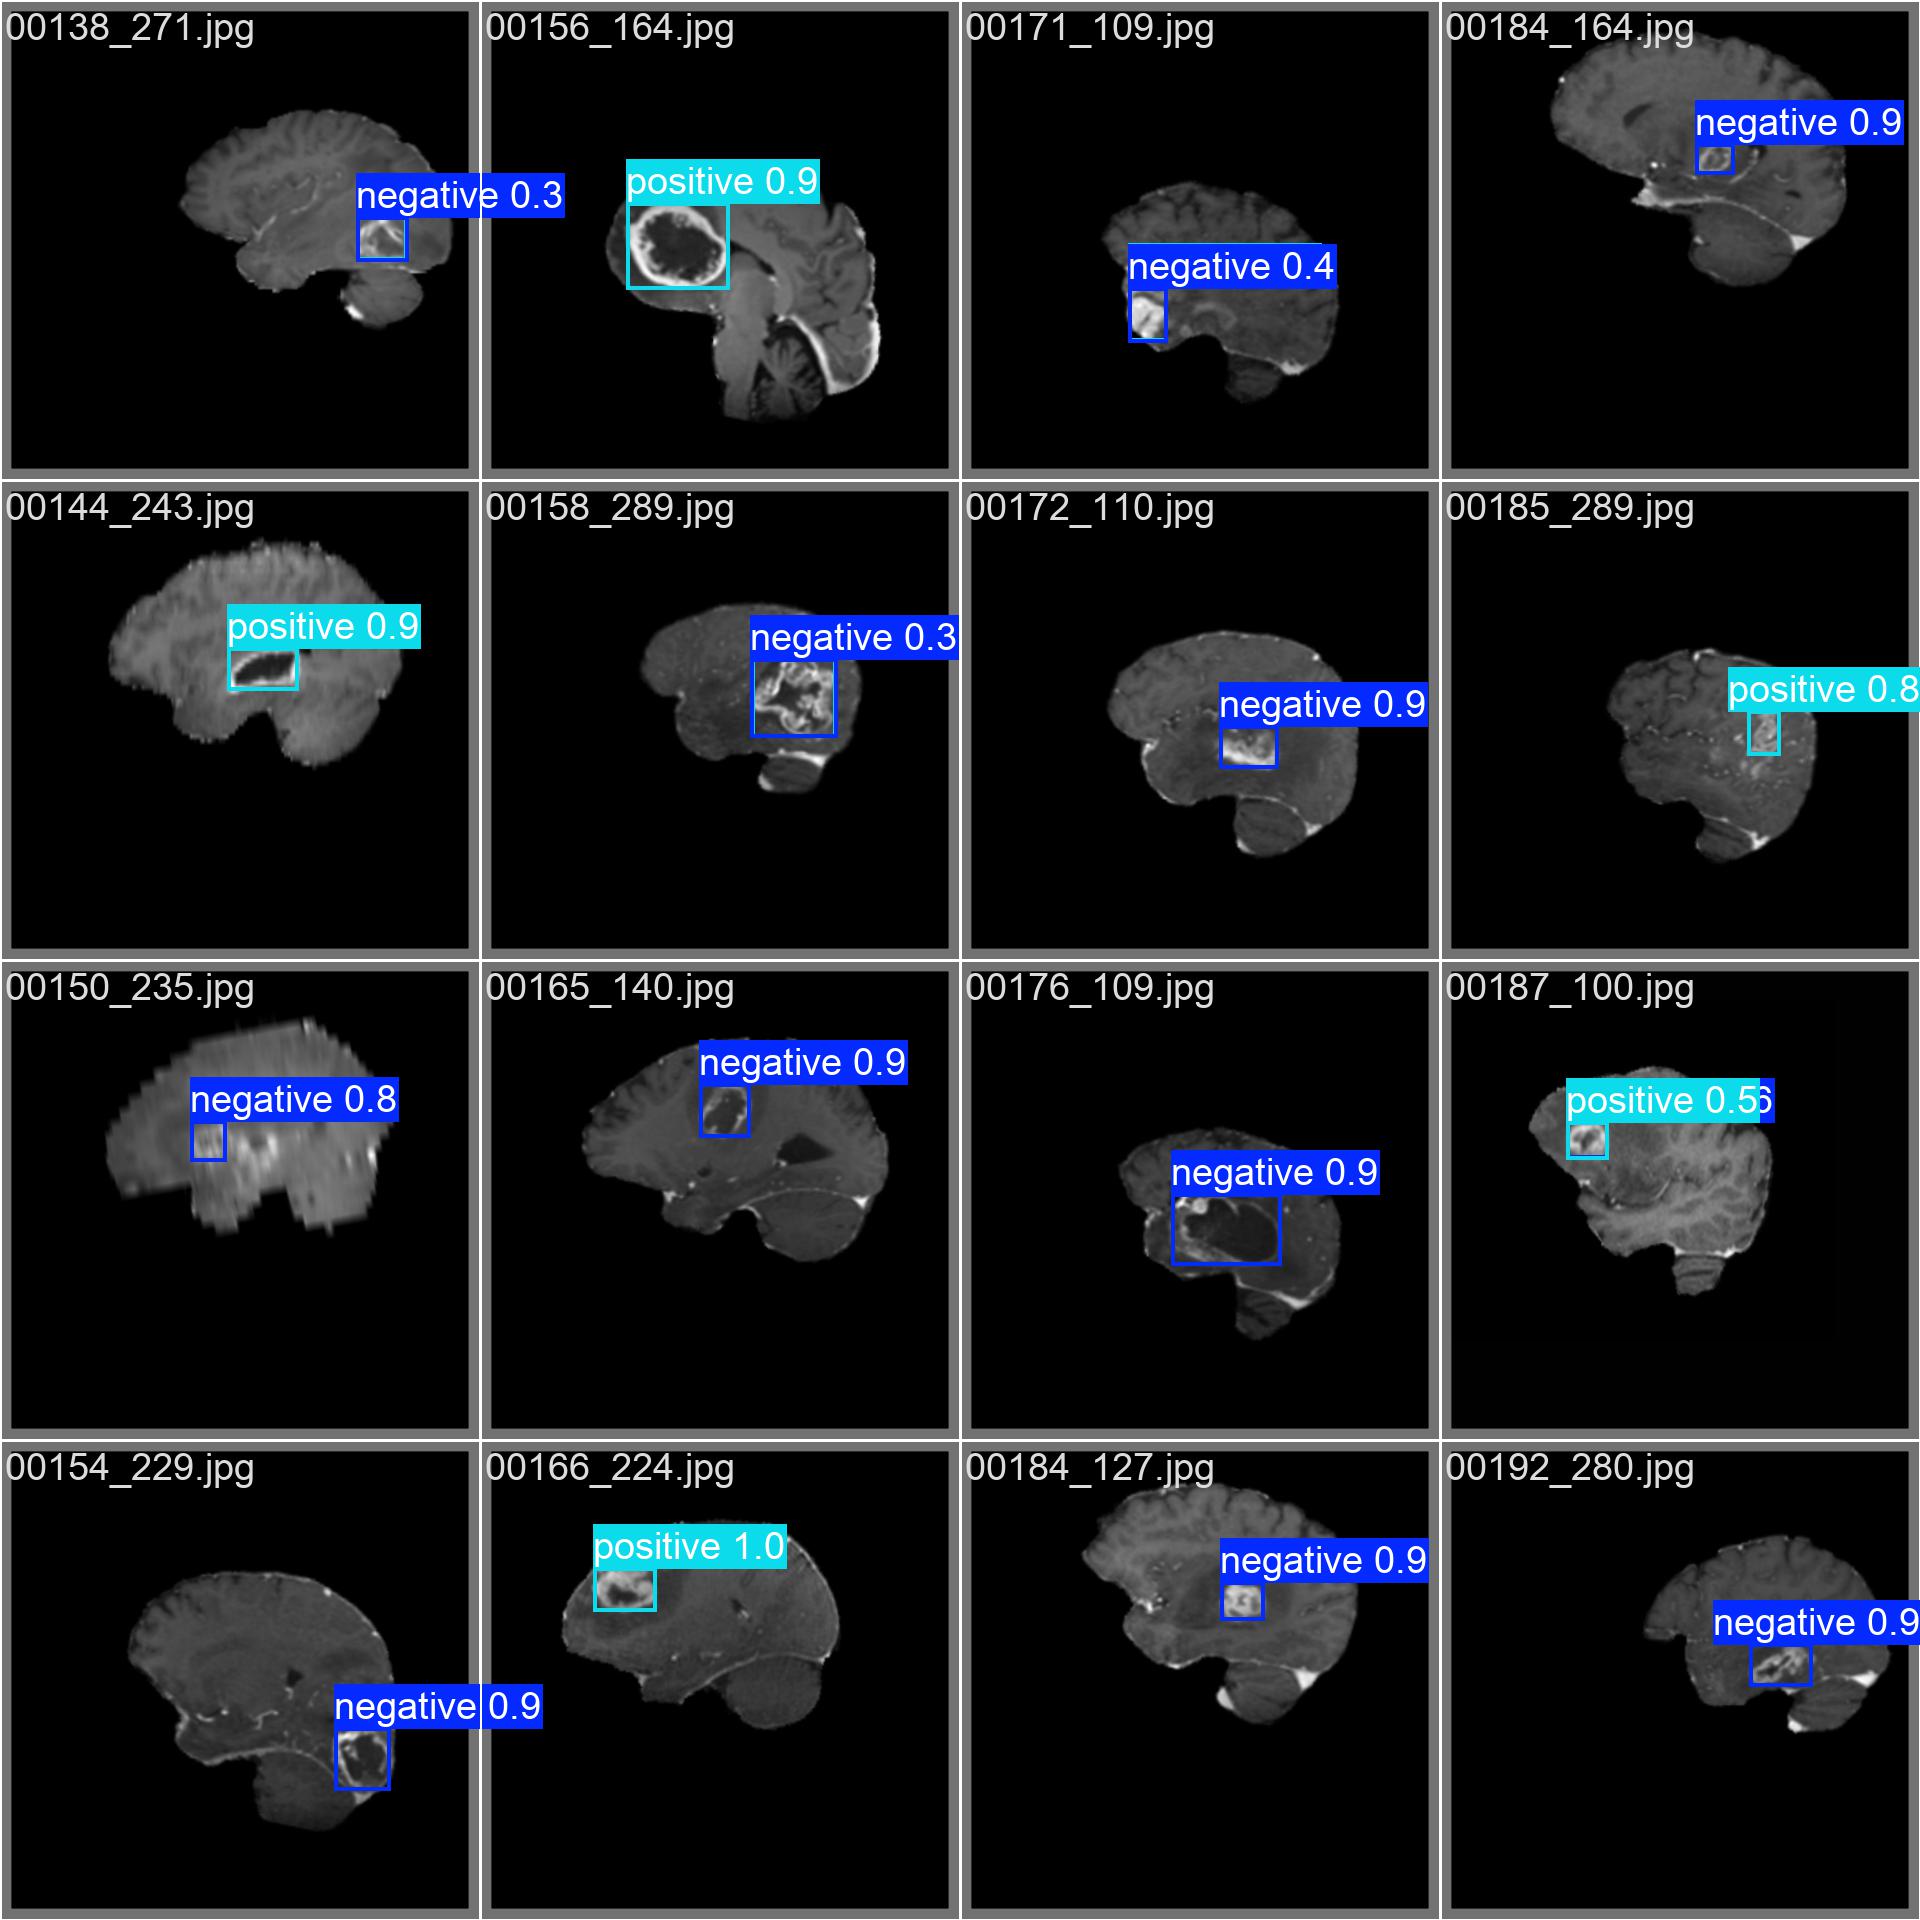 00138_271.jpg
negative 0.3
00156_164.jpg
positive 0.9
00171_109.jpg
negative 0.4
00184_164.jpg
negative 0.9
00144_243.jpg
positive 0.9
00158_289.jpg
negative 0.3
00172_110.jpg
negative 0.9
00185_289.jpg
positive 0.8
00150_235.jpg
negative 0.8
00165_140.jpg
negative 0.9
00176_109.jpg
negative 0.9
00187_100.jpg
positive 0.5
00154_229.jpg
negative 0.9
00166_224.jpg
positive 1.0
00184_127.jpg
negative 0.9
00192_280.jpg
negative 0.9